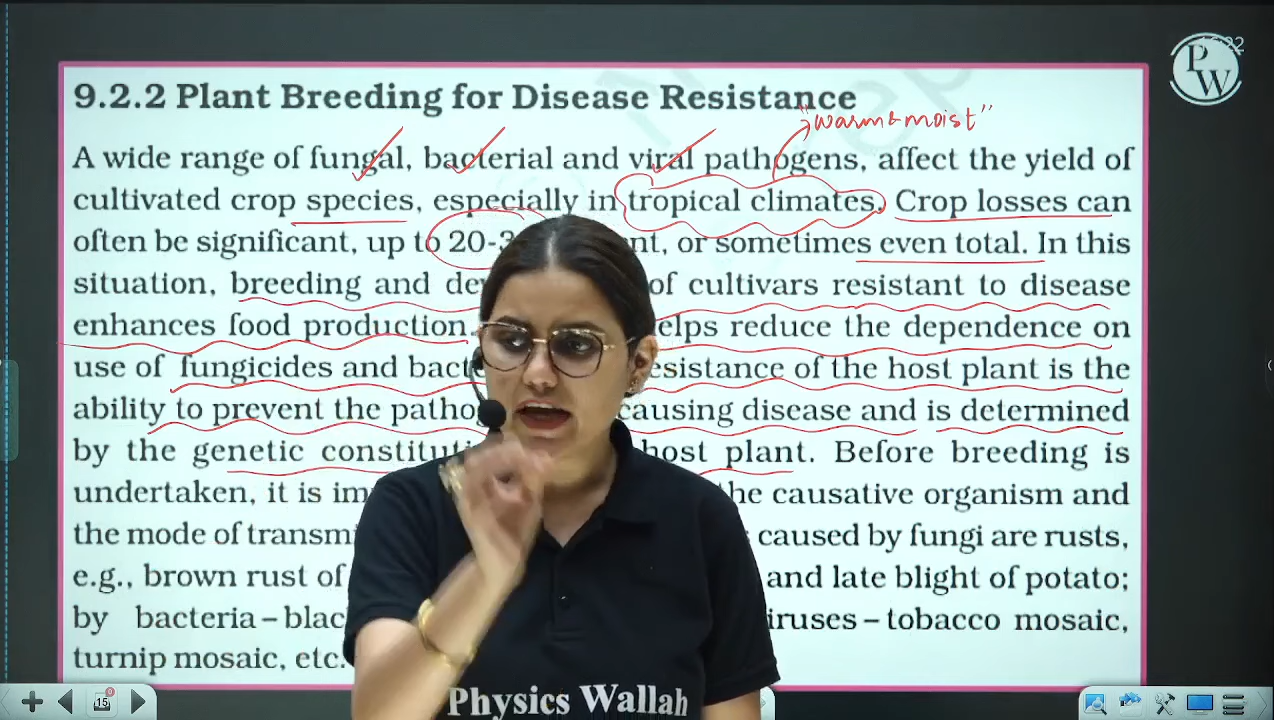 9.2.2 Plant Breeding for Disease Resistance
"warm & moist"
A wide range of fungal, bacterial and viral pathogens, affect the yield of
cultivated crop species, especially in tropical climates. Crop losses can
often be significant, up to 20-3 nt, or sometimes even total. In this
situation, breeding and de of cultivars resistant to disease
enhances food production elps reduce the dependence on
use of fungicides and bact esistance of the host plant is the
ability to prevent the pathog causing disease and is determined
by the genetic constitut host plant. Before breeding is
undertaken, it is im he causative organism and
the mode of transmi caused by fungi are rusts,
e.g., brown rust of and late blight of potato;
by bacteria – blac iruses – tobacco mosaic,
turnip mosaic, etc.
PW
Physics Wallah
15